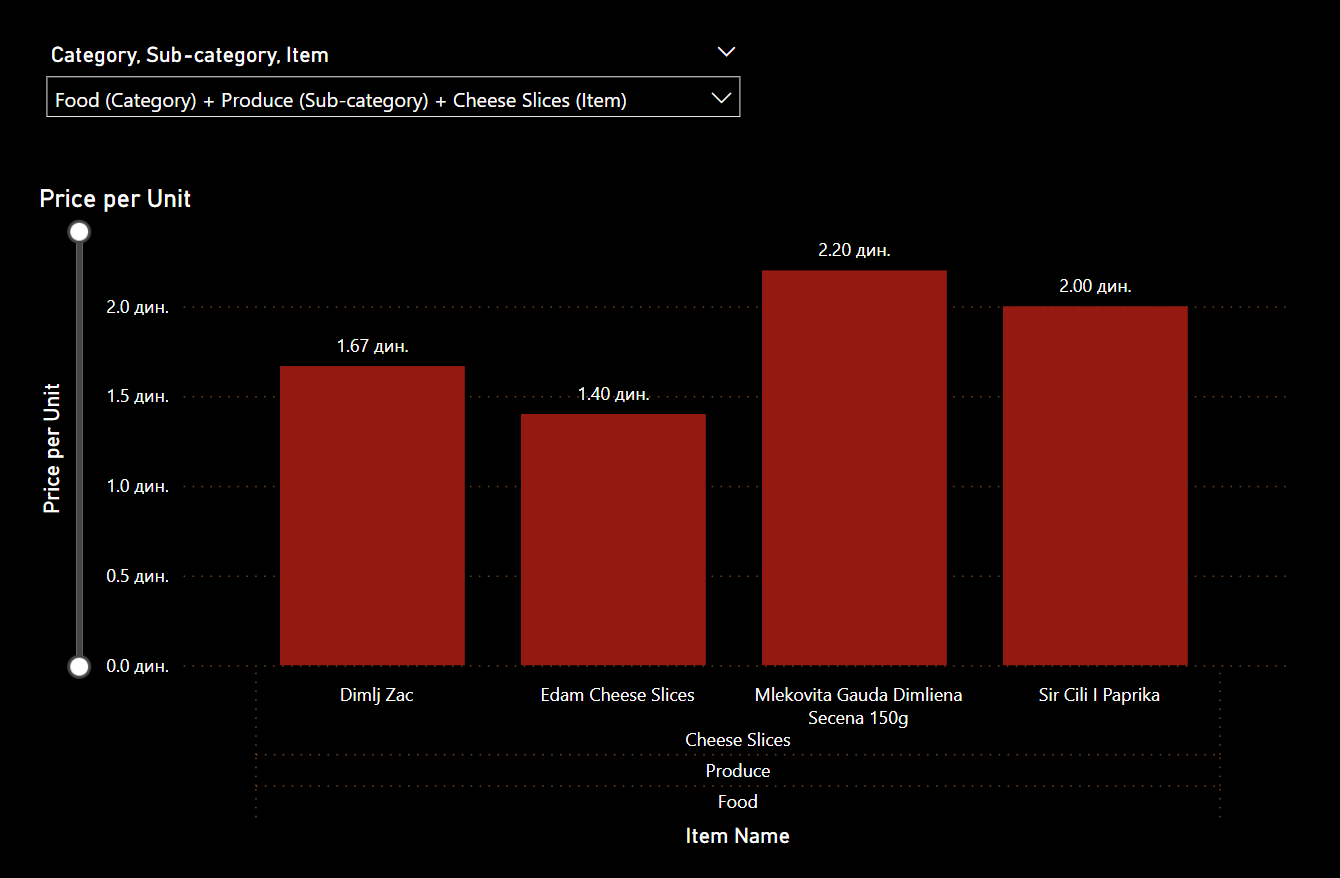 Category, Sub-category, Item
Food (Category) + Produce (Sub-category) + Cheese Slices (Item)
Price per Unit
Price per Unit
2.0 дин.
1.5 дин.
1.0 дин.
0.5 дин.
0.0 дин.
1.67 дин.
1.40 дин.
2.20 дин.
2.00 дин.
Dimlj Zac
Edam Cheese Slices
Mlekovita Gauda Dimliena
Secena 150g
Sir Cili I Paprika
Cheese Slices
Produce
Food
Item Name